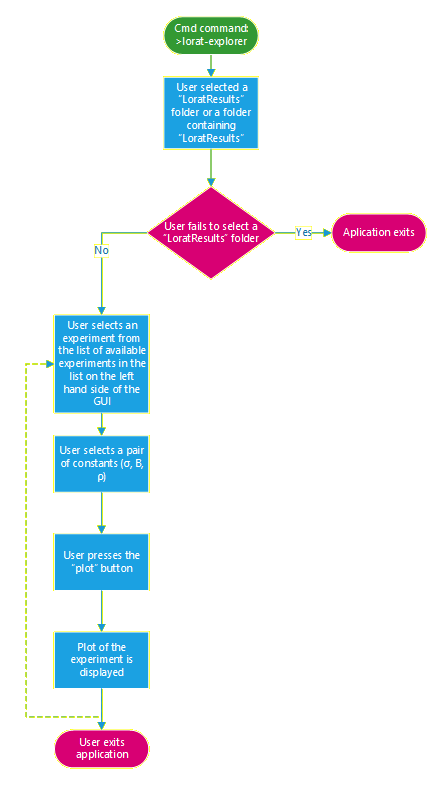 Cmd command:
>lorat-explorer
User selected a
"LoratResults"
folder or a folder
containing
"LoratResults"
User fails to select a
"LoratResults" folder
Yes
Aplication exits
No
User selects an
experiment from
the list of available
experiments in the
list on the left
hand side of the
GUI
User selects a pair
of constants (σ, B,
ρ)
User presses the
"plot" button
Plot of the
experiment is
displayed
User exits
application